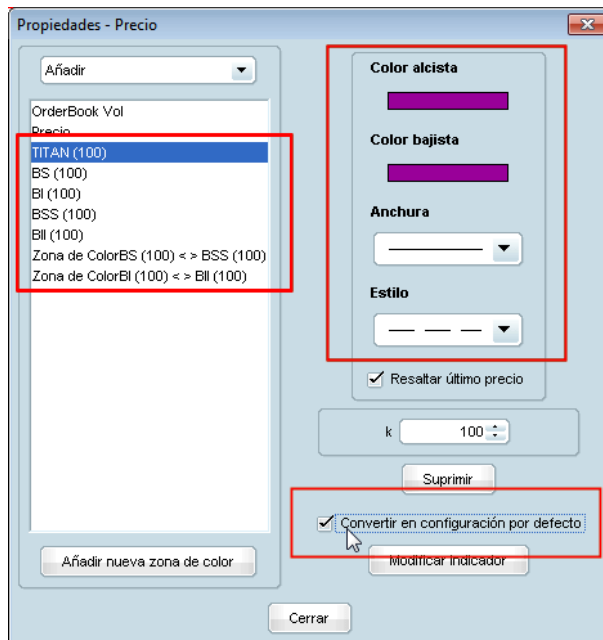 Propiedades - Precio
Añadir
OrderBook Vol
Precio
TITAN (100)
BS (100)
BI (100)
BSS (100)
BII (100)
Zona de ColorBS (100) < > BSS (100)
Zona de ColorBI (100) < > BII (100)
Añadir nueva zona de color
Color alcista
Color bajista
Anchura
Estilo
Resaltar último precio
k 100
Suprimir
Convertir en configuración por defecto
Modificar Indicador
Cerrar